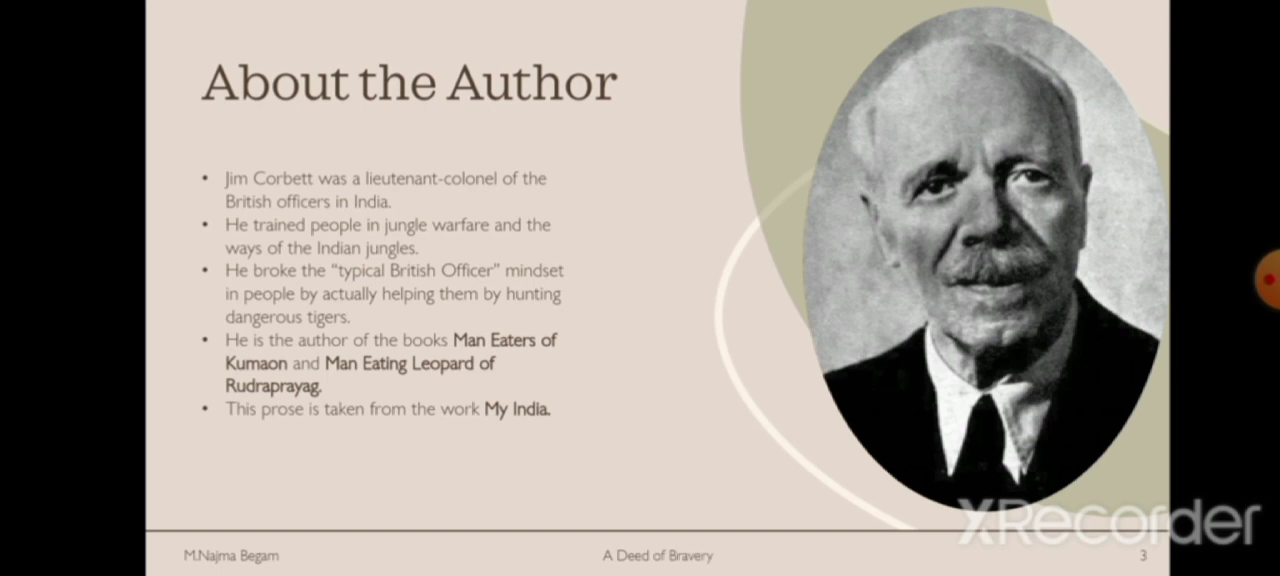 About the Author
• Jim Corbett was a lieutenant-colonel of the
British officers in India.
• He trained people in jungle warfare and the
ways of the Indian jungles.
• He broke the “typical British Officer” mindset
in people by actually helping them by hunting
dangerous tigers.
• He is the author of the books Man Eaters of
Kumaon and Man Eating Leopard of
Rudraprayag.
• This prose is taken from the work My India.
M.Najma Begam
A Deed of Bravery
3
XRecorder